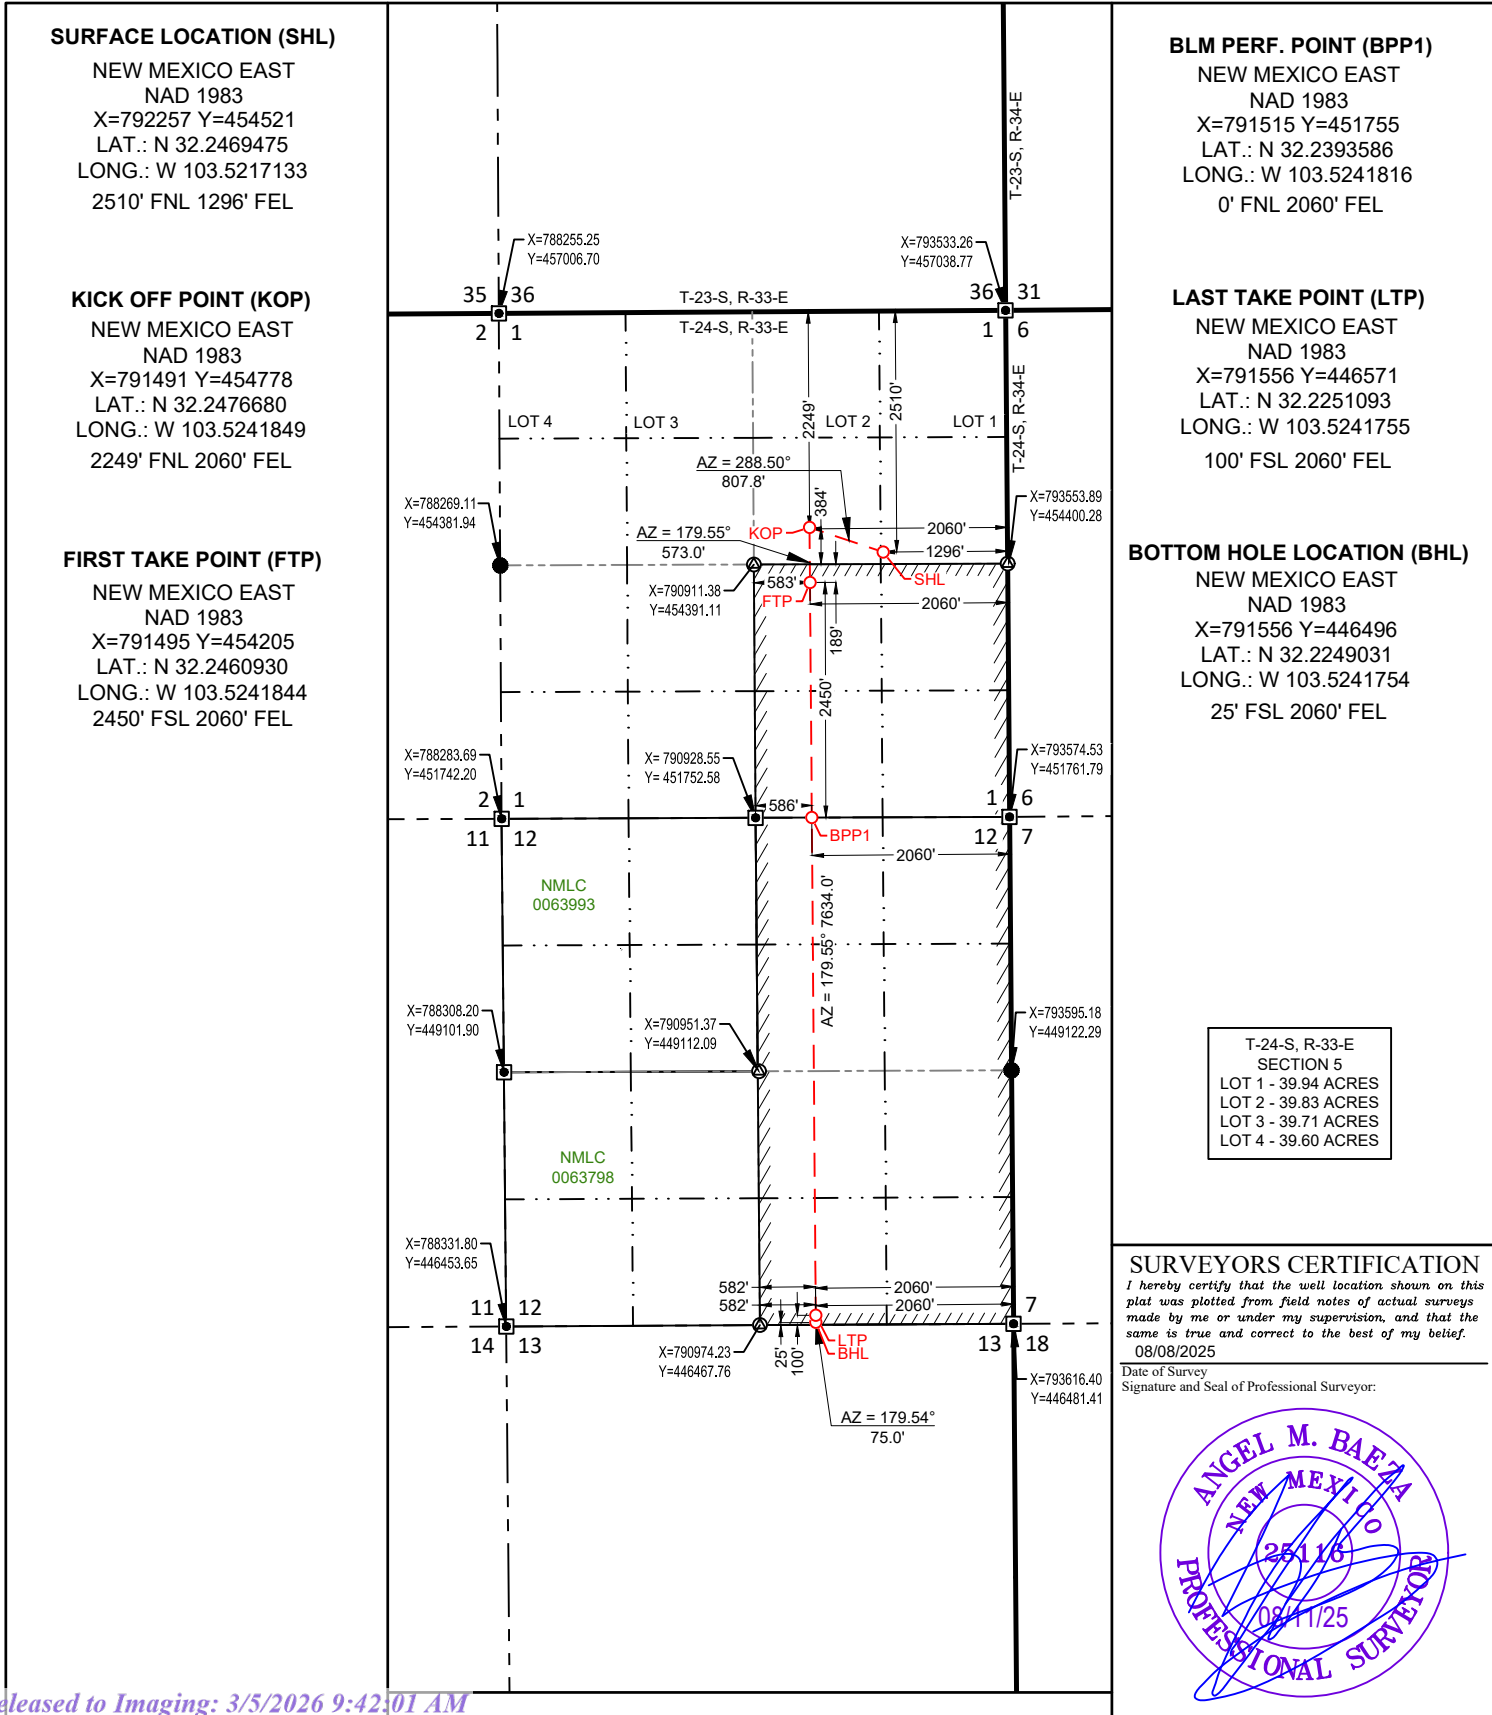 SURFACE LOCATION (SHL)
NEW MEXICO EAST
NAD 1983
X=792257 Y=454521
LAT.: N 32.2469475
LONG.: W 103.5217133
2510' FNL 1296' FEL
KICK OFF POINT (KOP)
NEW MEXICO EAST
NAD 1983
X=791491 Y=454778
LAT.: N 32.2476680
LONG.: W 103.5241849
2249' FNL 2060' FEL
FIRST TAKE POINT (FTP)
NEW MEXICO EAST
NAD 1983
X=791495 Y=454205
LAT.: N 32.2460930
LONG.: W 103.5241844
2450' FSL 2060' FEL
T-23-S, R-34-E
X=788255.25
Y=457006.70
X=793533.26
Y=457038.77
35 36
T-23-S, R-33-E
36 31
2 1
T-24-S, R-33-E
1 6
T-24-S, R-34-E
2249'
2510'
LOT 4
LOT 3
LOT 2
LOT 1
AZ = 288.50°
807.8'
384'
X=788269.11
Y=454381.94
X=793553.89
Y=454400.28
AZ = 179.55°
573.0'
KOP
2060'
1296'
SHL
X=790911.38
Y=454391.11
583'
FTP
2060'
189'
2450'
X=788283.69
Y=451742.20
X= 790928.55
Y= 451752.58
X=793574.53
Y=451761.79
2 1
586'
1 6
11 12
BPP1
12 7
2060'
NMLC
0063993
AZ = 179.55° 7634.0'
X=788308.20
Y=449101.90
X=790951.37
Y=449112.09
X=793595.18
Y=449122.29
NMLC
0063798
X=788331.80
Y=446453.65
582'
2060'
582'
2060'
11 12
7
14 13
13 18
LTP
BHL
25'
100'
X=790974.23
Y=446467.76
X=793616.40
Y=446481.41
AZ = 179.54°
75.0'
BLM PERF. POINT (BPP1)
NEW MEXICO EAST
NAD 1983
X=791515 Y=451755
LAT.: N 32.2393586
LONG.: W 103.5241816
0' FNL 2060' FEL
LAST TAKE POINT (LTP)
NEW MEXICO EAST
NAD 1983
X=791556 Y=446571
LAT.: N 32.2251093
LONG.: W 103.5241755
100' FSL 2060' FEL
BOTTOM HOLE LOCATION (BHL)
NEW MEXICO EAST
NAD 1983
X=791556 Y=446496
LAT.: N 32.2249031
LONG.: W 103.5241754
25' FSL 2060' FEL
T-24-S, R-33-E
SECTION 5
LOT 1 - 39.94 ACRES
LOT 2 - 39.83 ACRES
LOT 3 - 39.71 ACRES
LOT 4 - 39.60 ACRES
SURVEYORS CERTIFICATION
I hereby certify that the well location shown on this
plat was plotted from field notes of actual surveys
made by me or under my supervision, and that the
same is true and correct to the best of my belief.
08/08/2025
Date of Survey
Signature and Seal of Professional Surveyor:
ANGEL M. BAEZA
NEW MEXICO
25116
08/11/25
PROFESSIONAL SURVEYOR
eleased to Imaging: 3/5/2026 9:42:01 AM